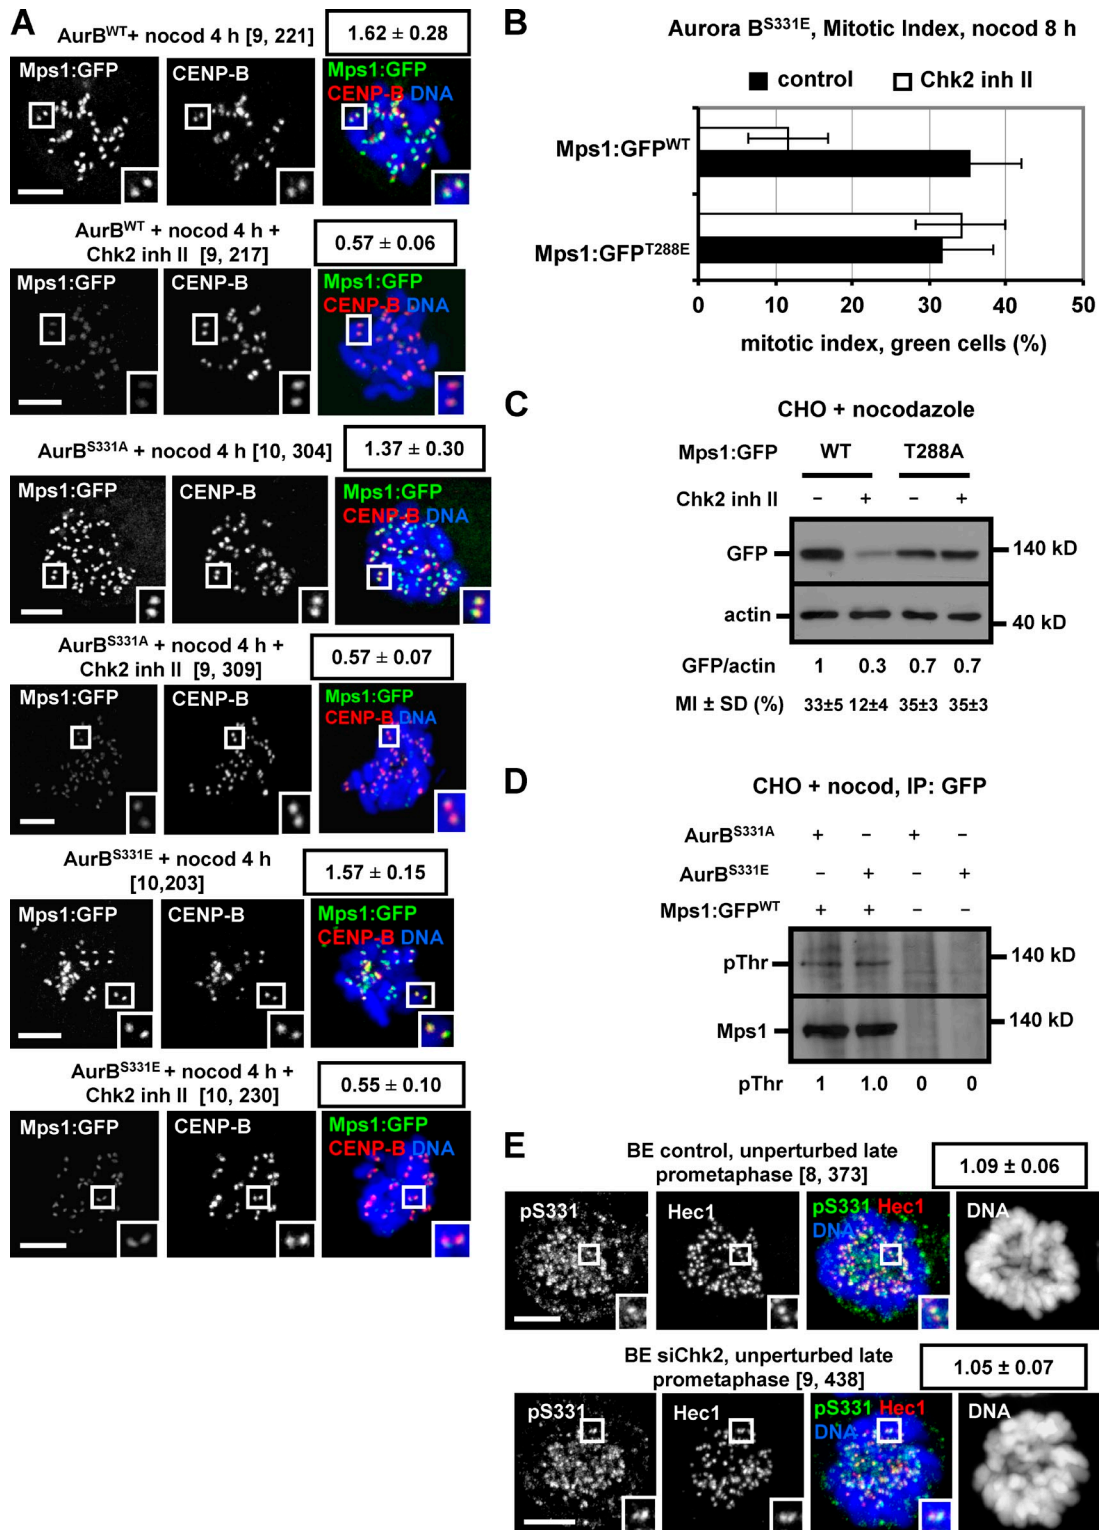 A
AurB^WT + nocod 4 h [9, 221]
1.62 ± 0.28
Mps1:GFP
CENP-B
Mps1:GFP
CENP-B DNA
AurB^WT + nocod 4 h +
Chk2 inh II [9, 217]
0.57 ± 0.06
Mps1:GFP
CENP-B
Mps1:GFP
CENP-B DNA
AurB^S331A + nocod 4 h [10, 304]
1.37 ± 0.30
Mps1:GFP
CENP-B
Mps1:GFP
CENP-B DNA
AurB^S331A + nocod 4 h +
Chk2 inh II [9, 309]
0.57 ± 0.07
Mps1:GFP
CENP-B
Mps1:GFP
CENP-B DNA
AurB^S331E + nocod 4 h
[10,203]
1.57 ± 0.15
Mps1:GFP
CENP-B
Mps1:GFP
CENP-B DNA
AurB^S331E + nocod 4 h +
Chk2 inh II [10, 230]
0.55 ± 0.10
Mps1:GFP
CENP-B
Mps1:GFP
CENP-B DNA
B
Aurora B^S331E, Mitotic Index, nocod 8 h
control
Chk2 inh II
Mps1:GFP^WT
Mps1:GFP^T288E
0 10 20 30 40 50
mitotic index, green cells (%)
C
CHO + nocodazole
Mps1:GFP WT T288A
Chk2 inh II – + – +
GFP
140 kD
actin
40 kD
GFP/actin 1 0.3 0.7 0.7
MI ± SD (%) 33±5 12±4 35±3 35±3
D
CHO + nocod, IP: GFP
AurB^S331A + – + –
AurB^S331E – + – +
Mps1:GFP^WT + + – –
pThr
140 kD
Mps1
140 kD
pThr 1 1.0 0 0
E
BE control, unperturbed late
prometaphase [8, 373]
1.09 ± 0.06
pS331
Hec1
pS331 Hec1
DNA
DNA
BE siChk2, unperturbed late
prometaphase [9, 438]
1.05 ± 0.07
pS331
Hec1
pS331 Hec1
DNA
DNA